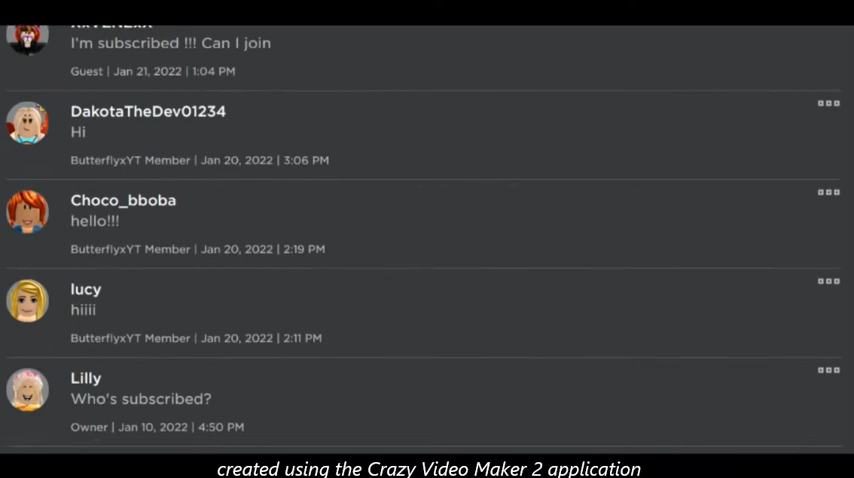 I'm subscribed !!! Can I join
Guest | Jan 21, 2022 | 1:04 PM
DakotaTheDev01234
Hi
ButterflyxYT Member | Jan 20, 2022 | 3:06 PM
Choco_bboba
hello!!!
ButterflyxYT Member | Jan 20, 2022 | 2:19 PM
lucy
hiiii
ButterflyxYT Member | Jan 20, 2022 | 2:11 PM
Lilly
Who's subscribed?
Owner | Jan 10, 2022 | 4:50 PM
created using the Crazy Video Maker 2 application